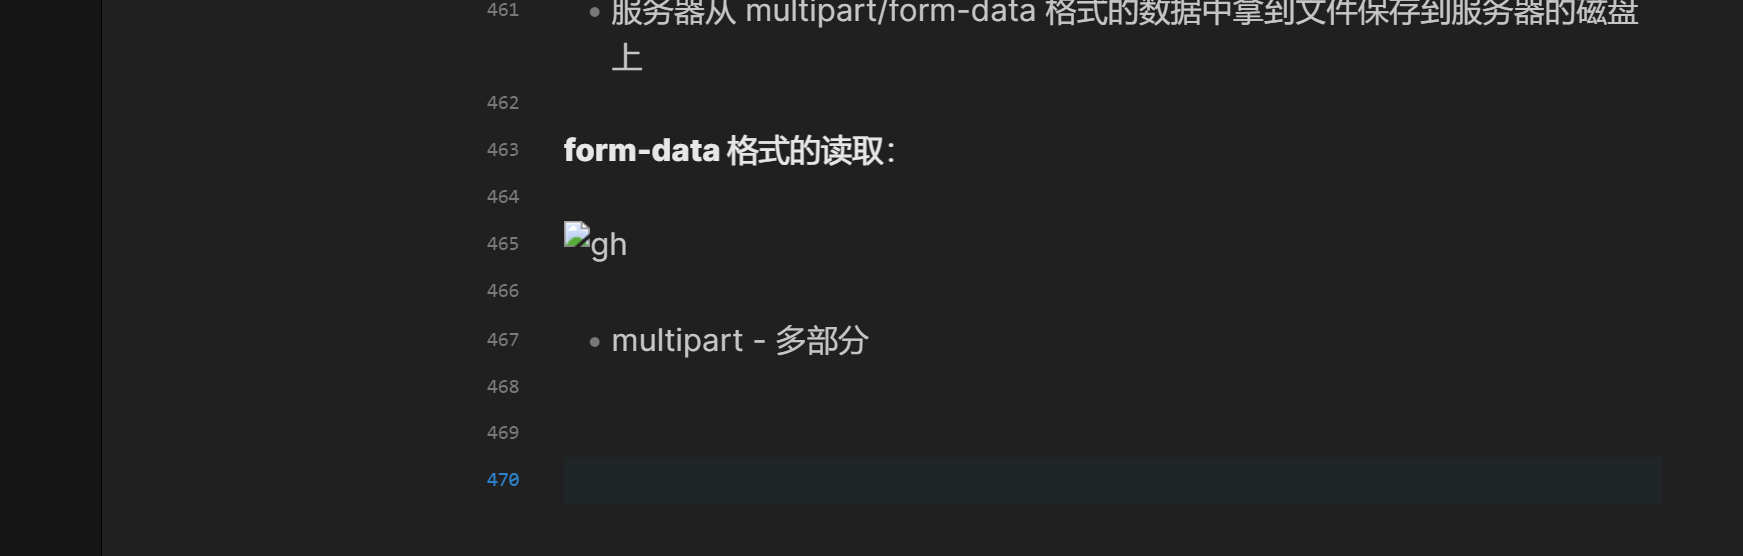 461 • 服务器从 multipart/form-data 格式的数据中拿到文件保存到服务器的磁盘
上
462
463 form-data 格式的读取：
464
465 gh
466
467 • multipart - 多部分
468
469
470